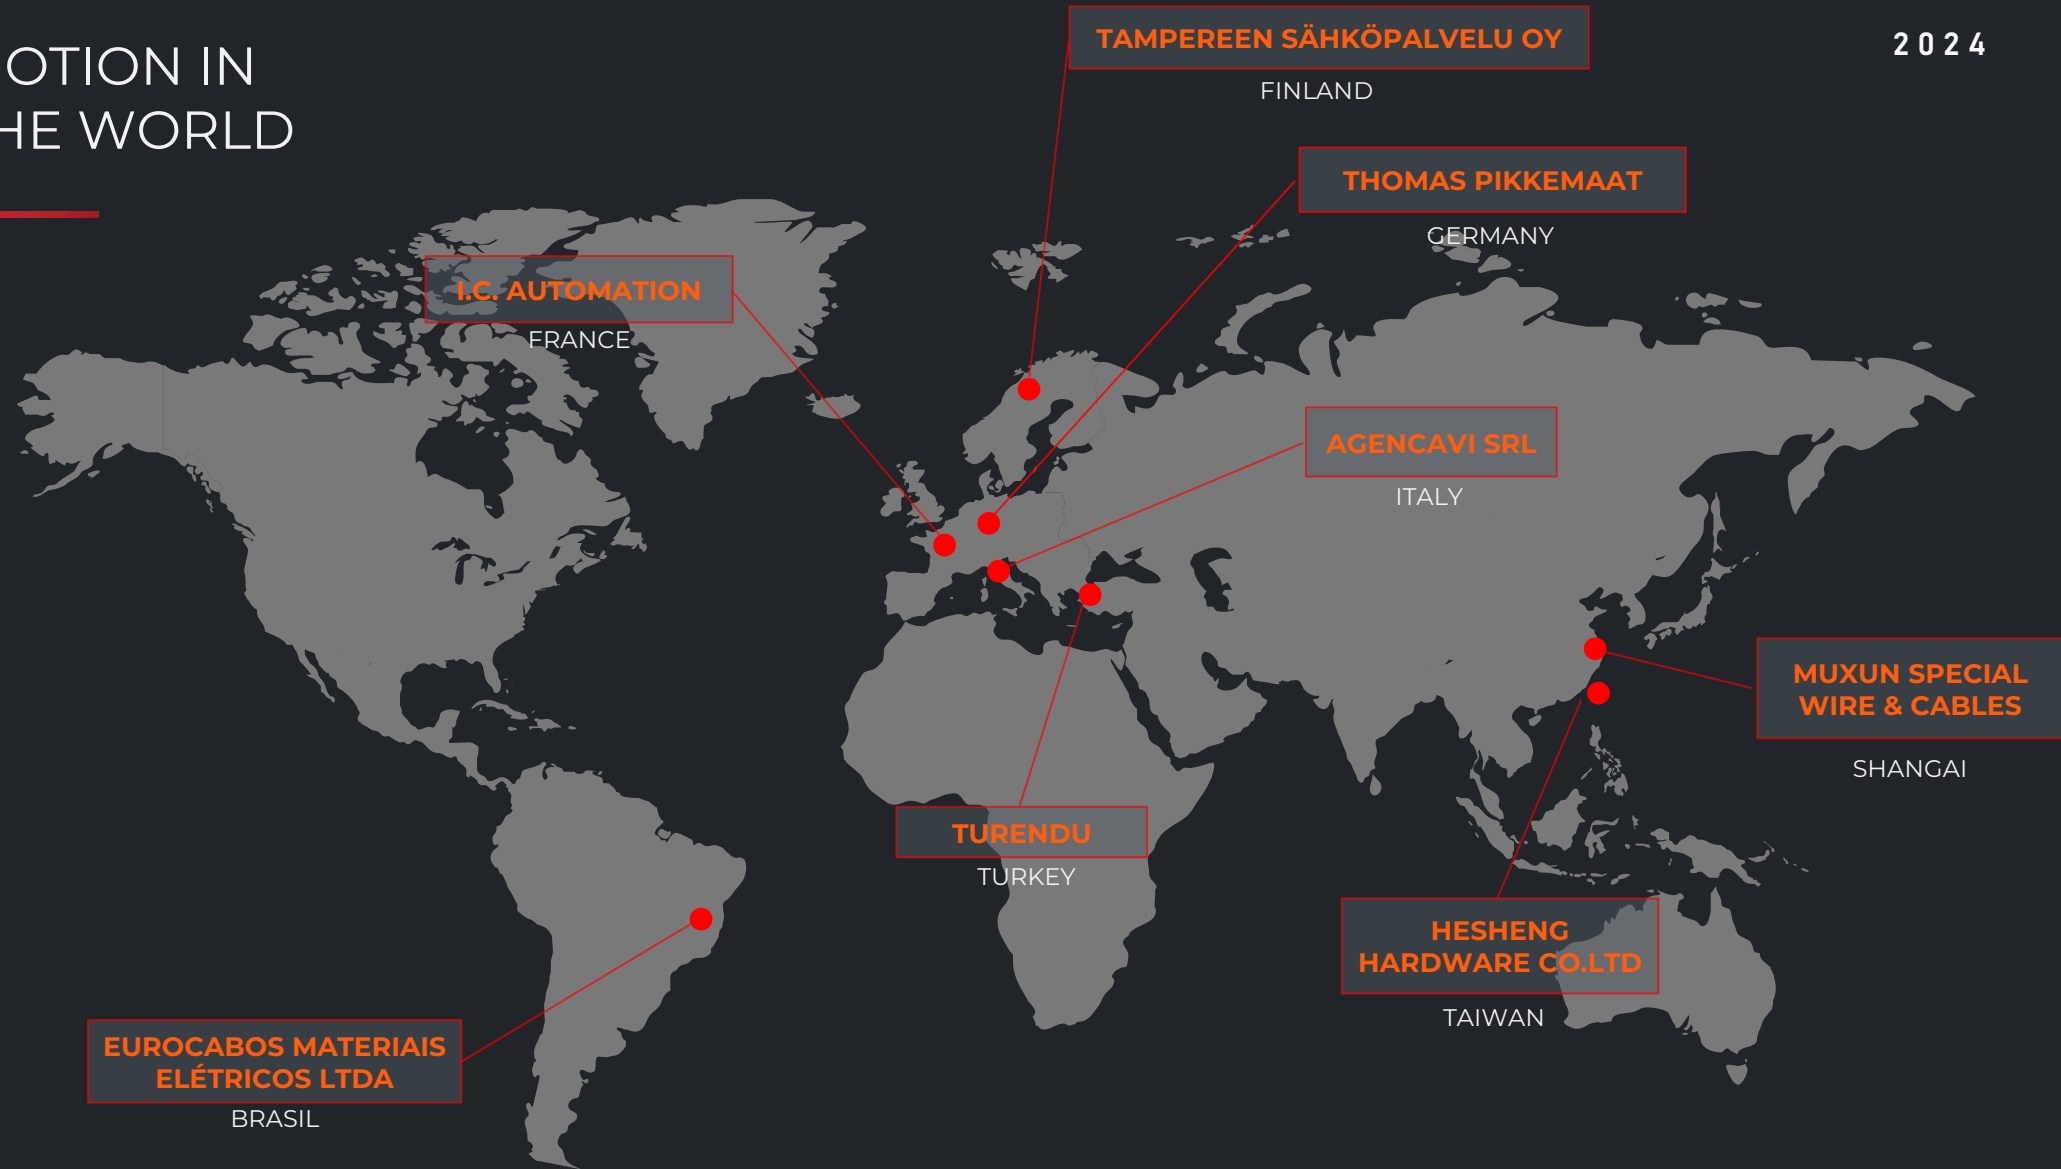 OTION IN
HE WORLD
2024
TAMPEREEN SÄHKÖPALVELU OY
FINLAND
THOMAS PIKKEMAAT
GERMANY
I.C. AUTOMATION
FRANCE
AGENCAVI SRL
ITALY
MUXUN SPECIAL
WIRE & CABLES
SHANGAI
TURENDU
TURKEY
HESHENG
HARDWARE CO.LTD
TAIWAN
EUROCABOS MATERIAIS
ELÉTRICOS LTDA
BRASIL